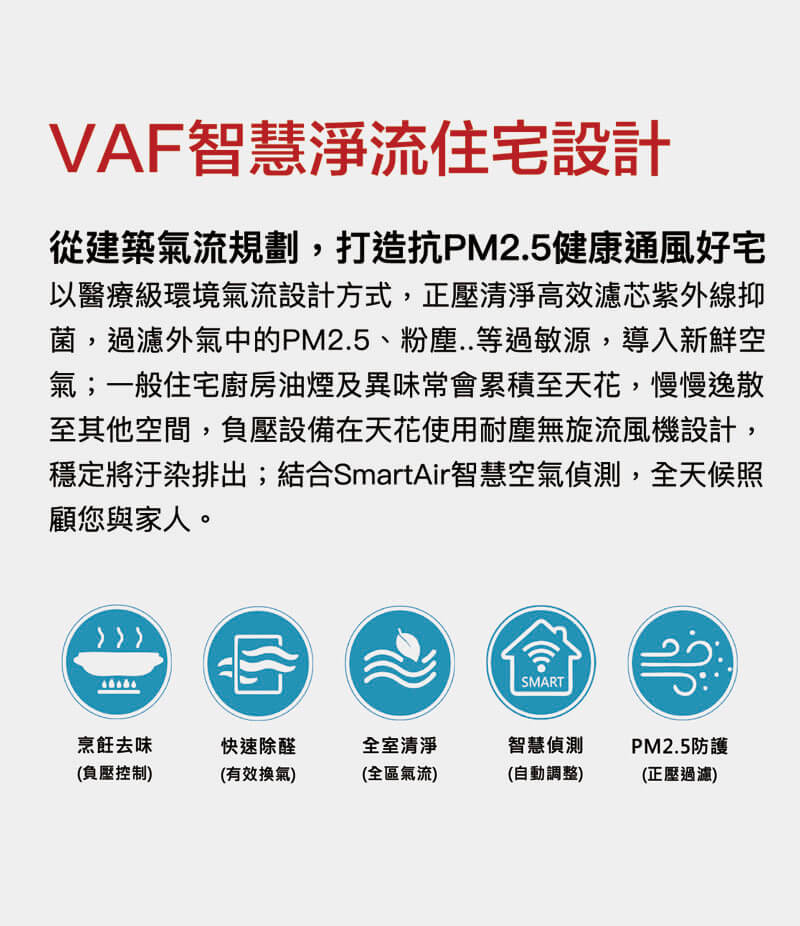 VAF智慧淨流住宅設計
從建築氣流規劃，打造抗PM2.5健康通風好宅
以醫療級環境氣流設計方式，正壓清淨高效濾芯紫外線抑
菌，過濾外氣中的PM2.5、粉塵..等過敏源，導入新鮮空
氣；一般住宅廚房油煙及異味常會累積至天花，慢慢逸散
至其他空間，負壓設備在天花使用耐塵無旋流風機設計，
穩定將汙染排出；結合SmartAir智慧空氣偵測，全天候照
顧您與家人。
SMART
烹飪去味 快速除醛 全室清淨 智慧偵測 PM2.5防護
(負壓控制) (有效換氣) (全區氣流) (自動調整) (正壓過濾)